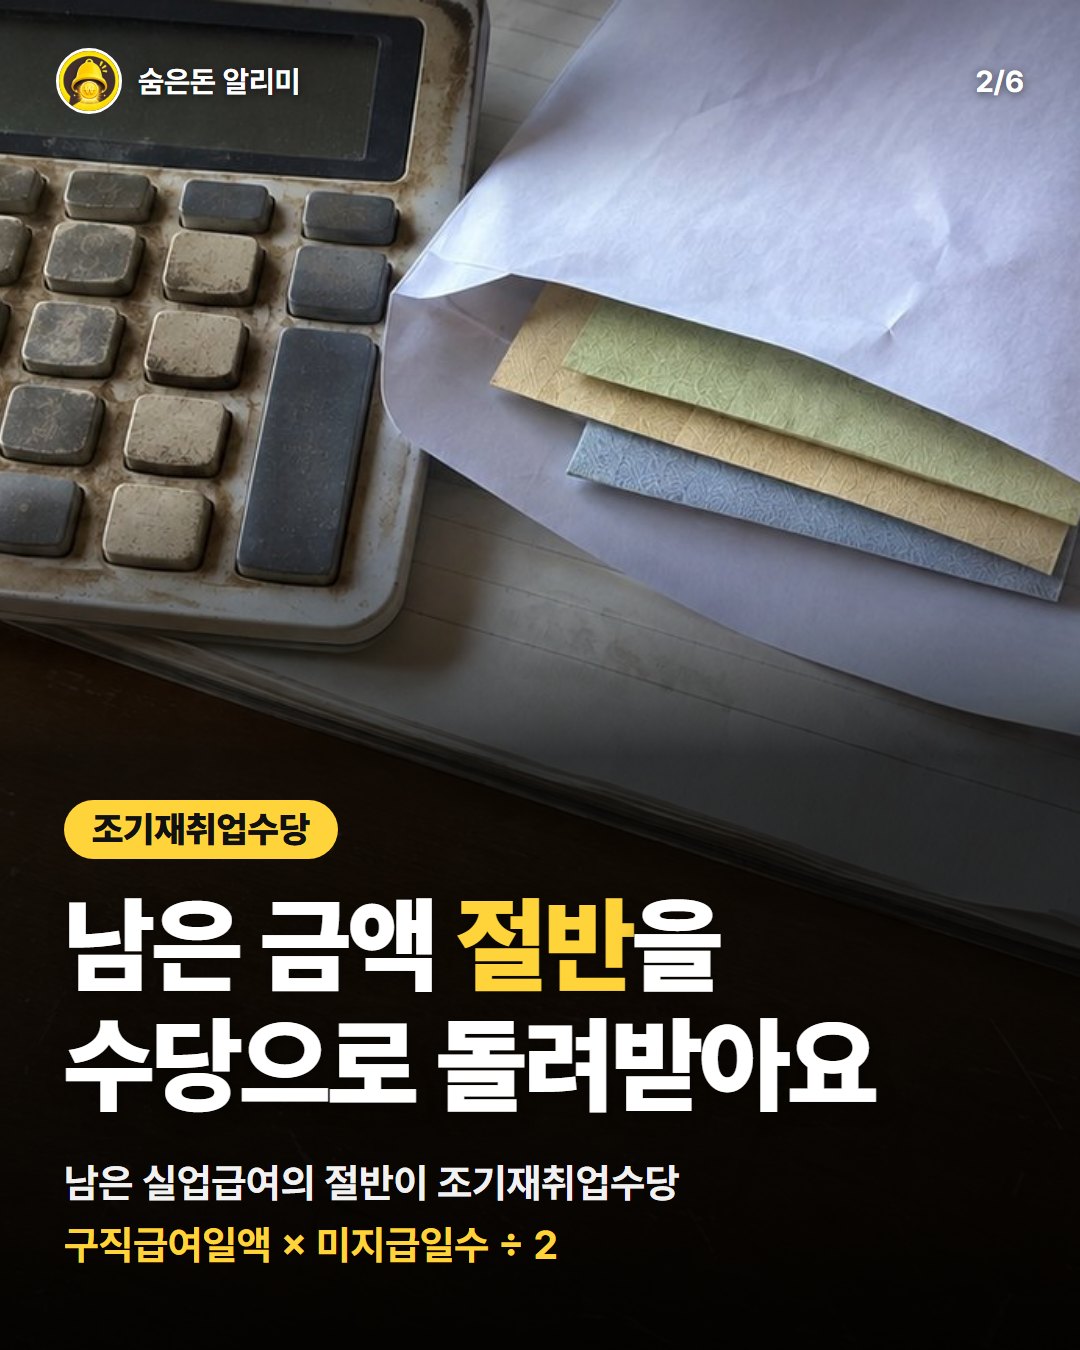 숨은돈 알리미
2/6
조기재취업수당
남은 금액 절반을
수당으로 돌려받아요
남은 실업급여의 절반이 조기재취업수당
구직급여일액 × 미지급일수 ÷ 2